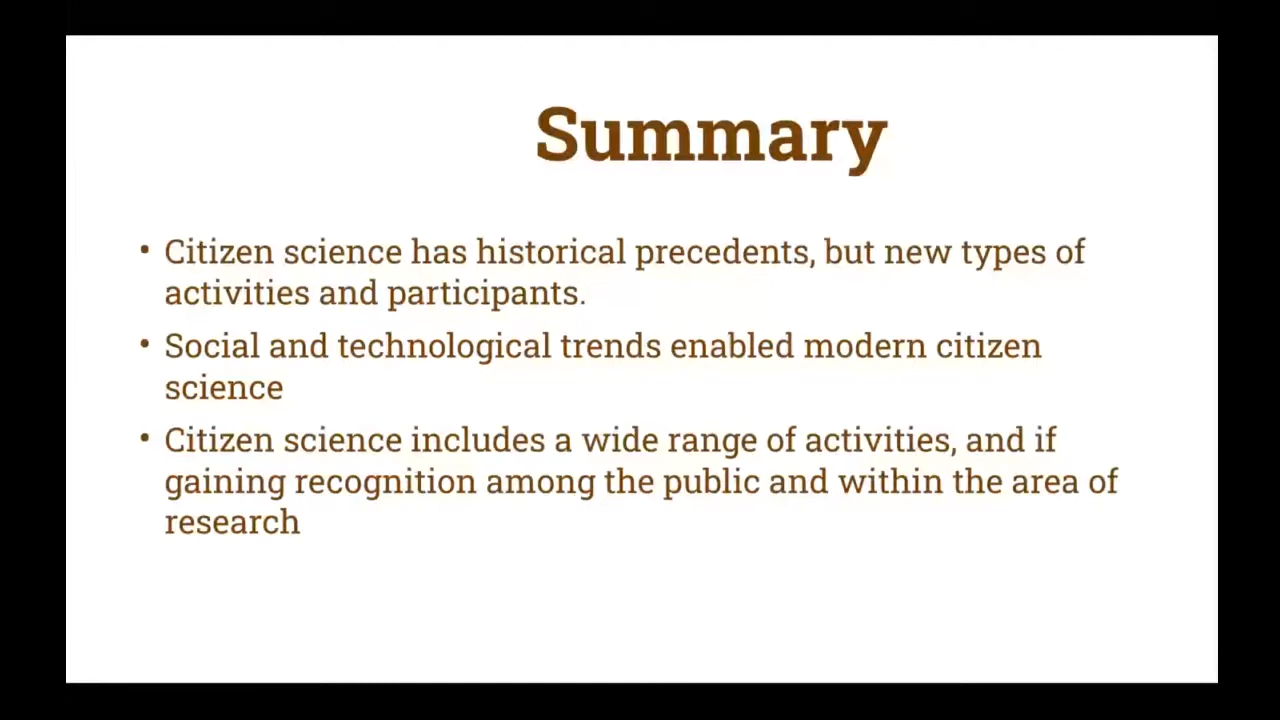 Summary
• Citizen science has historical precedents, but new types of
activities and participants.
• Social and technological trends enabled modern citizen
science
• Citizen science includes a wide range of activities, and if
gaining recognition among the public and within the area of
research